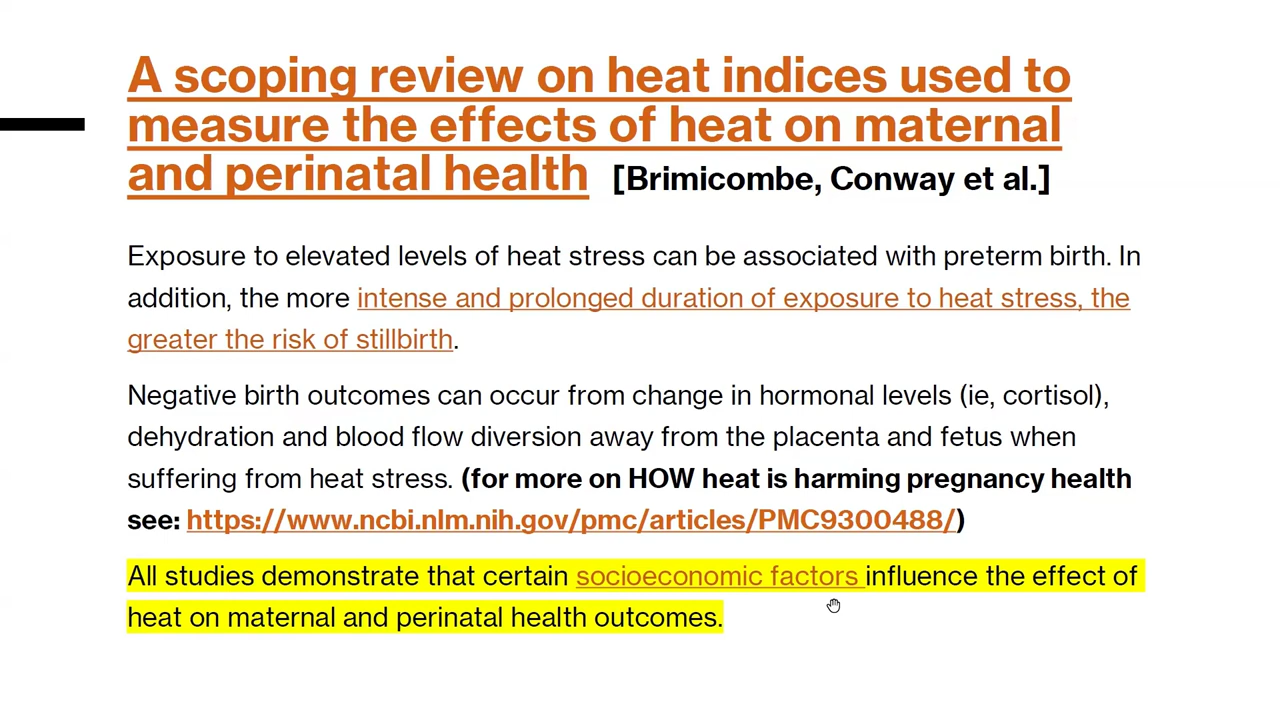 A scoping review on heat indices used to
measure the effects of heat on maternal
and perinatal health [Brimicombe, Conway et al.]
Exposure to elevated levels of heat stress can be associated with preterm birth. In
addition, the more intense and prolonged duration of exposure to heat stress, the
greater the risk of stillbirth.
Negative birth outcomes can occur from change in hormonal levels (ie, cortisol),
dehydration and blood flow diversion away from the placenta and fetus when
suffering from heat stress. (for more on HOW heat is harming pregnancy health
see: https://www.ncbi.nlm.nih.gov/pmc/articles/PMC9300488/)
All studies demonstrate that certain socioeconomic factors influence the effect of
heat on maternal and perinatal health outcomes.